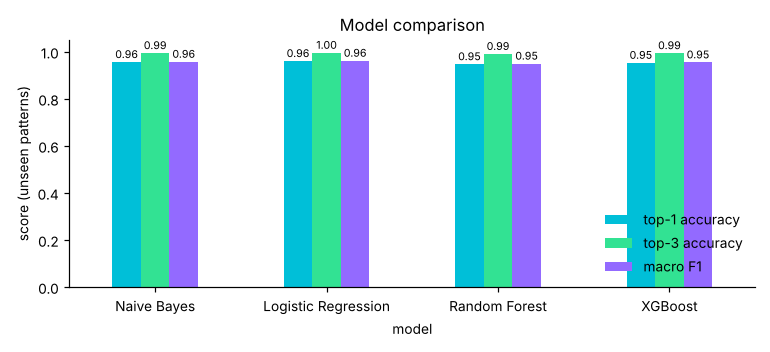 Model comparison
score (unseen patterns)
1.0
0.8
0.6
0.4
0.2
0.0
0.96 0.99 0.96
0.96 1.00 0.96
0.95 0.99 0.95
0.95 0.99 0.95
top-1 accuracy
top-3 accuracy
macro F1
Naive Bayes
Logistic Regression
Random Forest
XGBoost
model